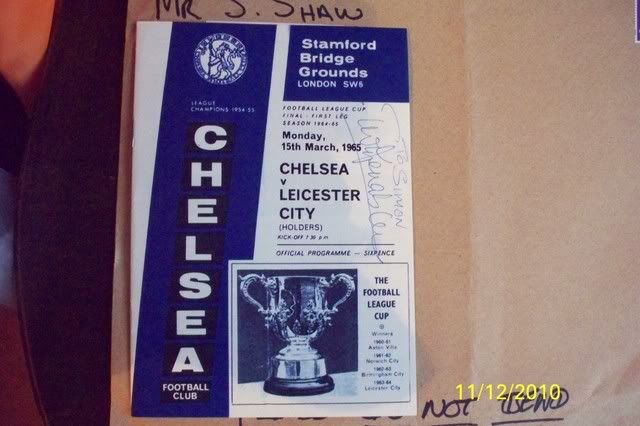 MR S. SHAW
Stamford
Bridge
Grounds
LONDON SW6
LEAGUE
CHAMPIONS 1954-55
FOOTBALL LEAGUE CUP
FINAL - FIRST LEG
SEASON 1964-65
Monday,
15th March, 1965
CHELSEA
v
LEICESTER
CITY
(HOLDERS)
KICK-OFF 7.30 p m
OFFICIAL PROGRAMME — SIXPENCE
To SIMON
CHELSEA
FOOTBALL
CLUB
THE
FOOTBALL
LEAGUE
CUP
Winners
1960-61
Aston Villa
1961-62
Norwich City
1962-63
Birmingham City
1963-64
Leicester City
11/12/2010
NOT BEND